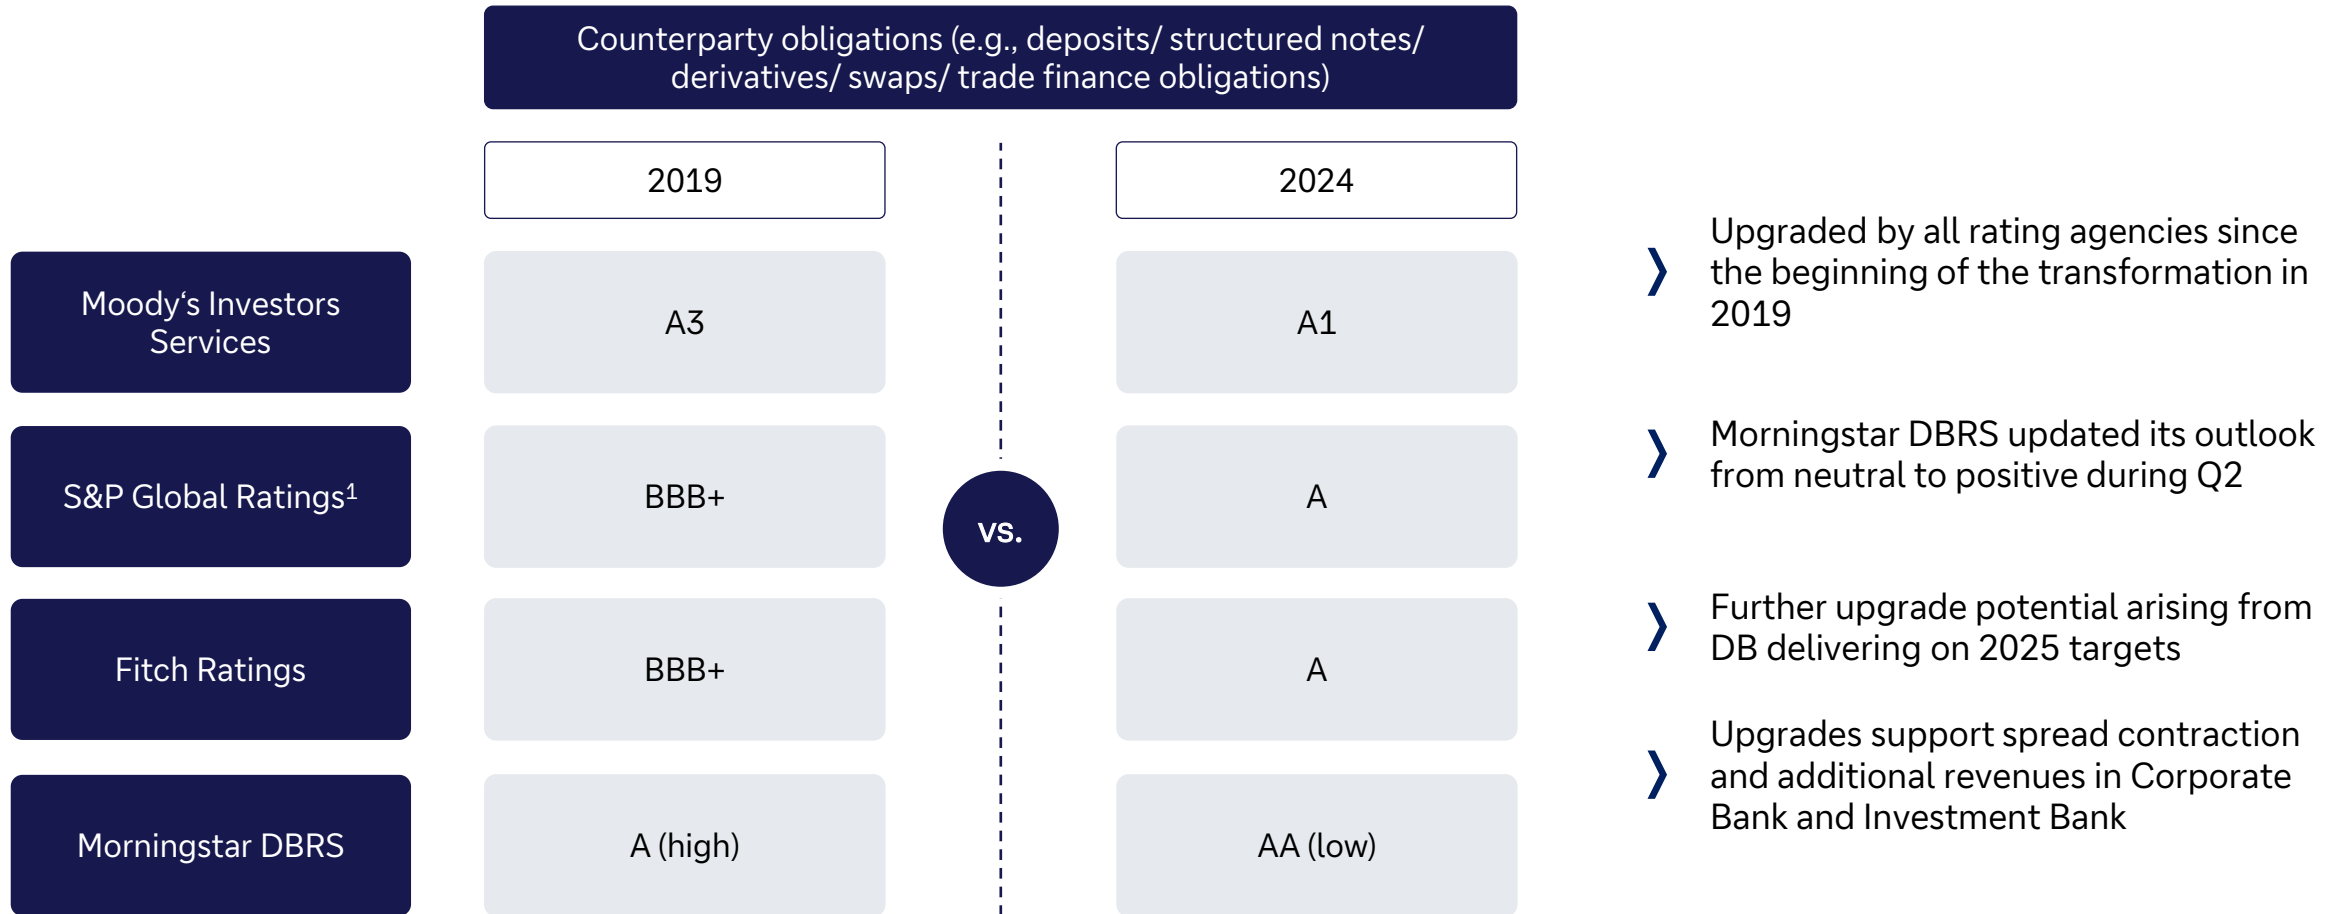 Counterparty obligations (e.g., deposits/ structured notes/
derivatives/ swaps/ trade finance obligations)
2019
2024
Moody‘s Investors
Services
A3
A1
S&P Global Ratings¹
BBB+
A
vs.
Fitch Ratings
BBB+
A
Morningstar DBRS
A (high)
AA (low)
❭ Upgraded by all rating agencies since
the beginning of the transformation in
2019
❭ Morningstar DBRS updated its outlook
from neutral to positive during Q2
❭ Further upgrade potential arising from
DB delivering on 2025 targets
❭ Upgrades support spread contraction
and additional revenues in Corporate
Bank and Investment Bank